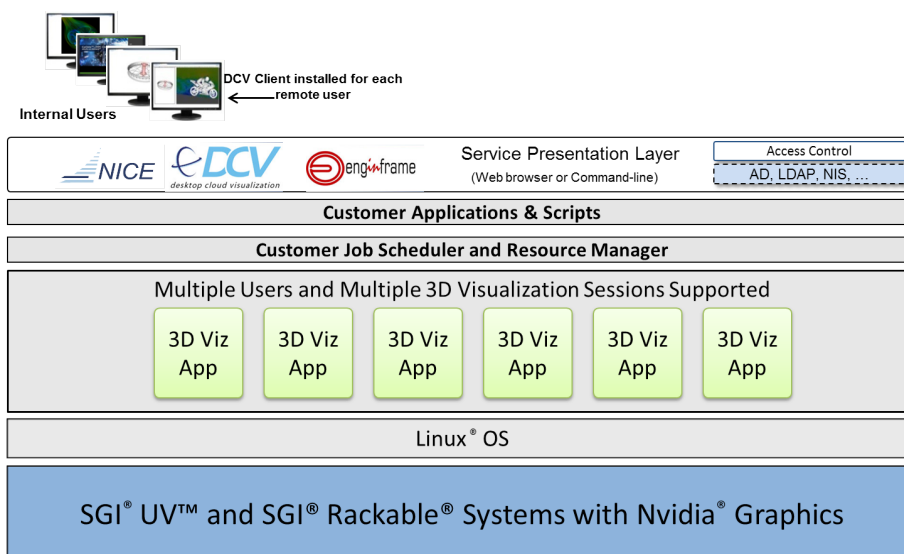 DCV Client installed for each
remote user
Internal Users
NICE
DCV
desktop cloud visualization
enginframe
Service Presentation Layer
(Web browser or Command-line)
Access Control
AD, LDAP, NIS, ...
Customer Applications & Scripts
Customer Job Scheduler and Resource Manager
Multiple Users and Multiple 3D Visualization Sessions Supported
3D Viz
App
3D Viz
App
3D Viz
App
3D Viz
App
3D Viz
App
3D Viz
App
Linux® OS
SGI® UV™ and SGI® Rackable® Systems with Nvidia® Graphics